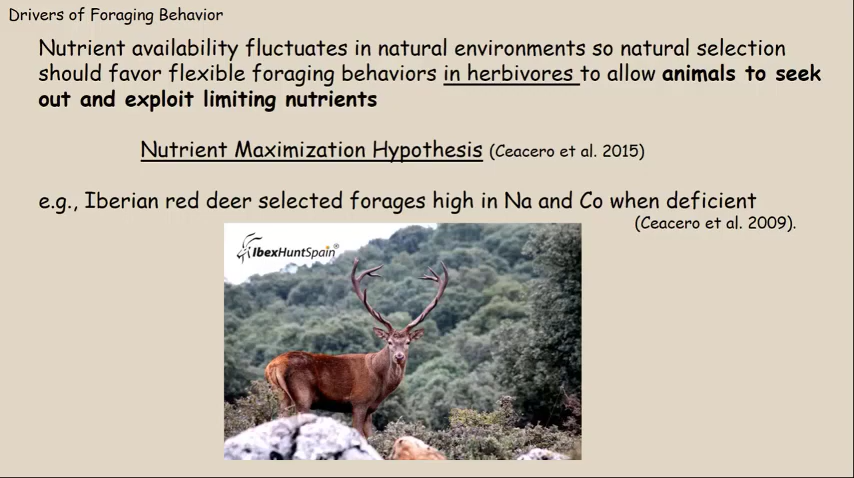 Drivers of Foraging Behavior
Nutrient availability fluctuates in natural environments so natural selection
should favor flexible foraging behaviors in herbivores to allow animals to seek
out and exploit limiting nutrients
Nutrient Maximization Hypothesis (Ceacero et al. 2015)
e.g., Iberian red deer selected forages high in Na and Co when deficient
(Ceacero et al. 2009).
IbexHuntSpain®